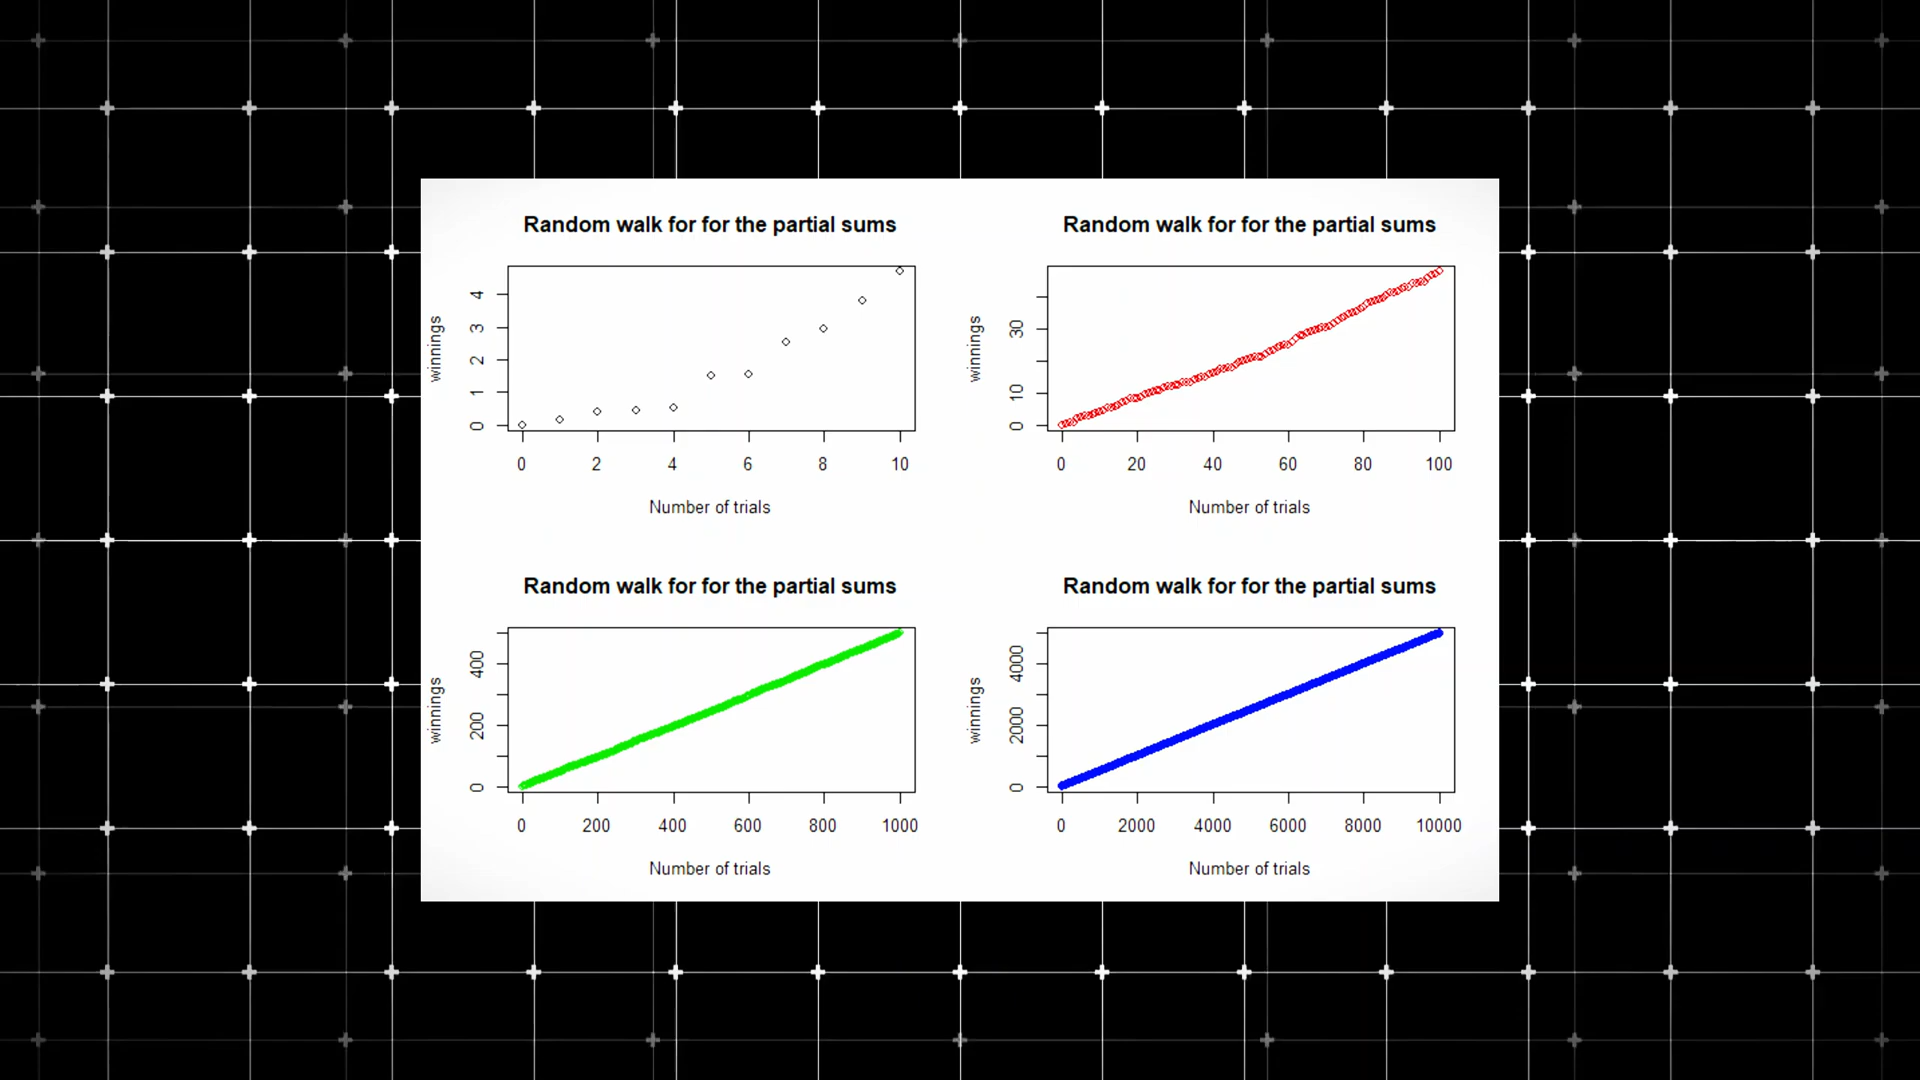 Random walk for for the partial sums
winnings
4
3
2
1
0
0 2 4 6 8 10
Number of trials
Random walk for for the partial sums
winnings
30
10
0
0 20 40 60 80 100
Number of trials
Random walk for for the partial sums
winnings
400
200
0
0 200 400 600 800 1000
Number of trials
Random walk for for the partial sums
winnings
4000
2000
0
0 2000 4000 6000 8000 10000
Number of trials